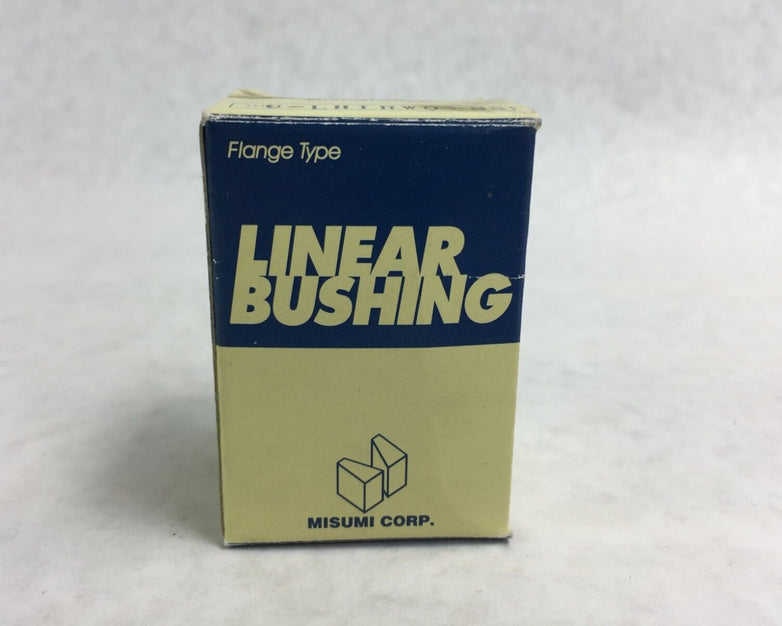 Flange Type
LINEAR
BUSHING
MISUMI CORP.